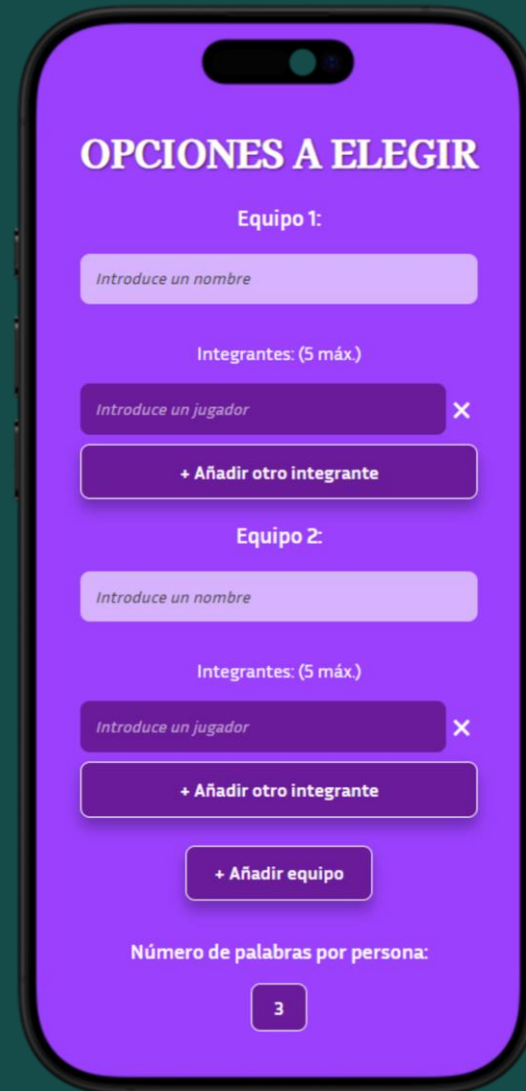 OPCIONES A ELEGIR
Equipo 1:
Introduce un nombre
Integrantes: (5 máx.)
Introduce un jugador
+ Añadir otro integrante
Equipo 2:
Introduce un nombre
Integrantes: (5 máx.)
Introduce un jugador
+ Añadir otro integrante
+ Añadir equipo
Número de palabras por persona:
3